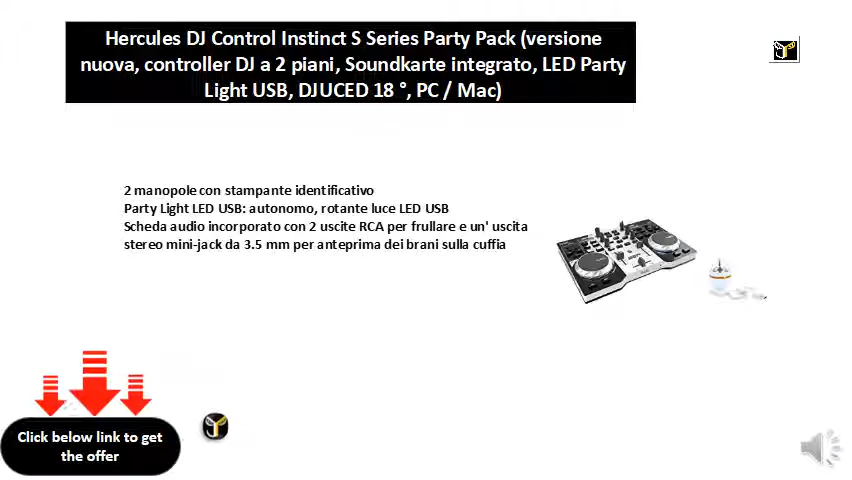 Hercules DJ Control Instinct S Series Party Pack (versione
nuova, controller DJ a 2 piani, Soundkarte integrato, LED Party
Light USB, DJUCED 18 °, PC / Mac)
2 manopole con stampante identificativo
Party Light LED USB: autonomo, rotante luce LED USB
Scheda audio incorporato con 2 uscite RCA per frullare e un' uscita
stereo mini-jack da 3.5 mm per anteprima dei brani sulla cuffia
Click below link to get
the offer